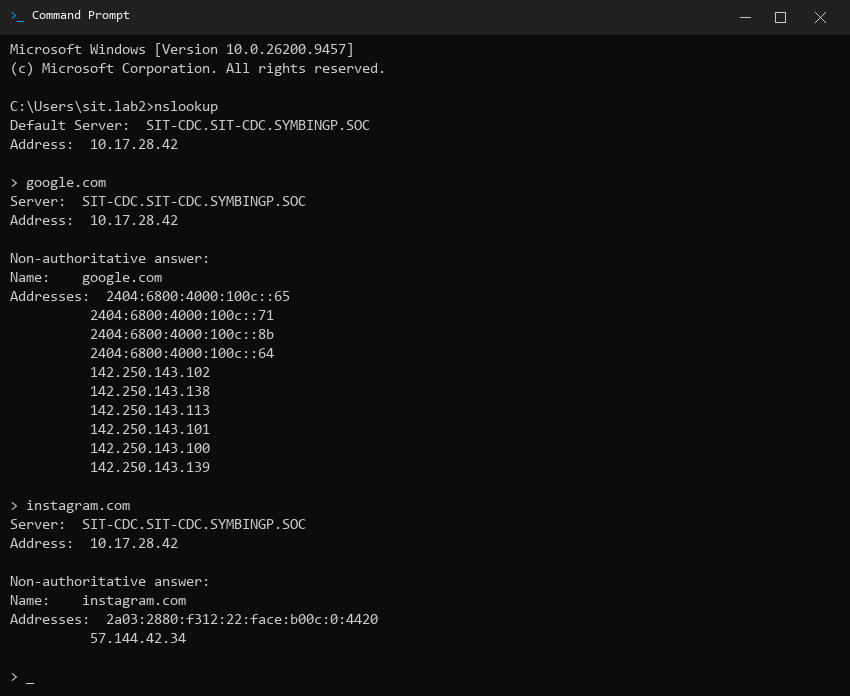 Command Prompt
Microsoft Windows [Version 10.0.26200.9457]
(c) Microsoft Corporation. All rights reserved.
C:\Users\sit.lab2>nslookup
Default Server:  SIT-CDC.SIT-CDC.SYMBINGP.SOC
Address:  10.17.28.42
> google.com
Server:  SIT-CDC.SIT-CDC.SYMBINGP.SOC
Address:  10.17.28.42
Non-authoritative answer:
Name:    google.com
Addresses:  2404:6800:4000:100c::65
2404:6800:4000:100c::71
2404:6800:4000:100c::8b
2404:6800:4000:100c::64
142.250.143.102
142.250.143.138
142.250.143.113
142.250.143.101
142.250.143.100
142.250.143.139
> instagram.com
Server:  SIT-CDC.SIT-CDC.SYMBINGP.SOC
Address:  10.17.28.42
Non-authoritative answer:
Name:    instagram.com
Addresses:  2a03:2880:f312:22:face:b00c:0:4420
57.144.42.34
> _